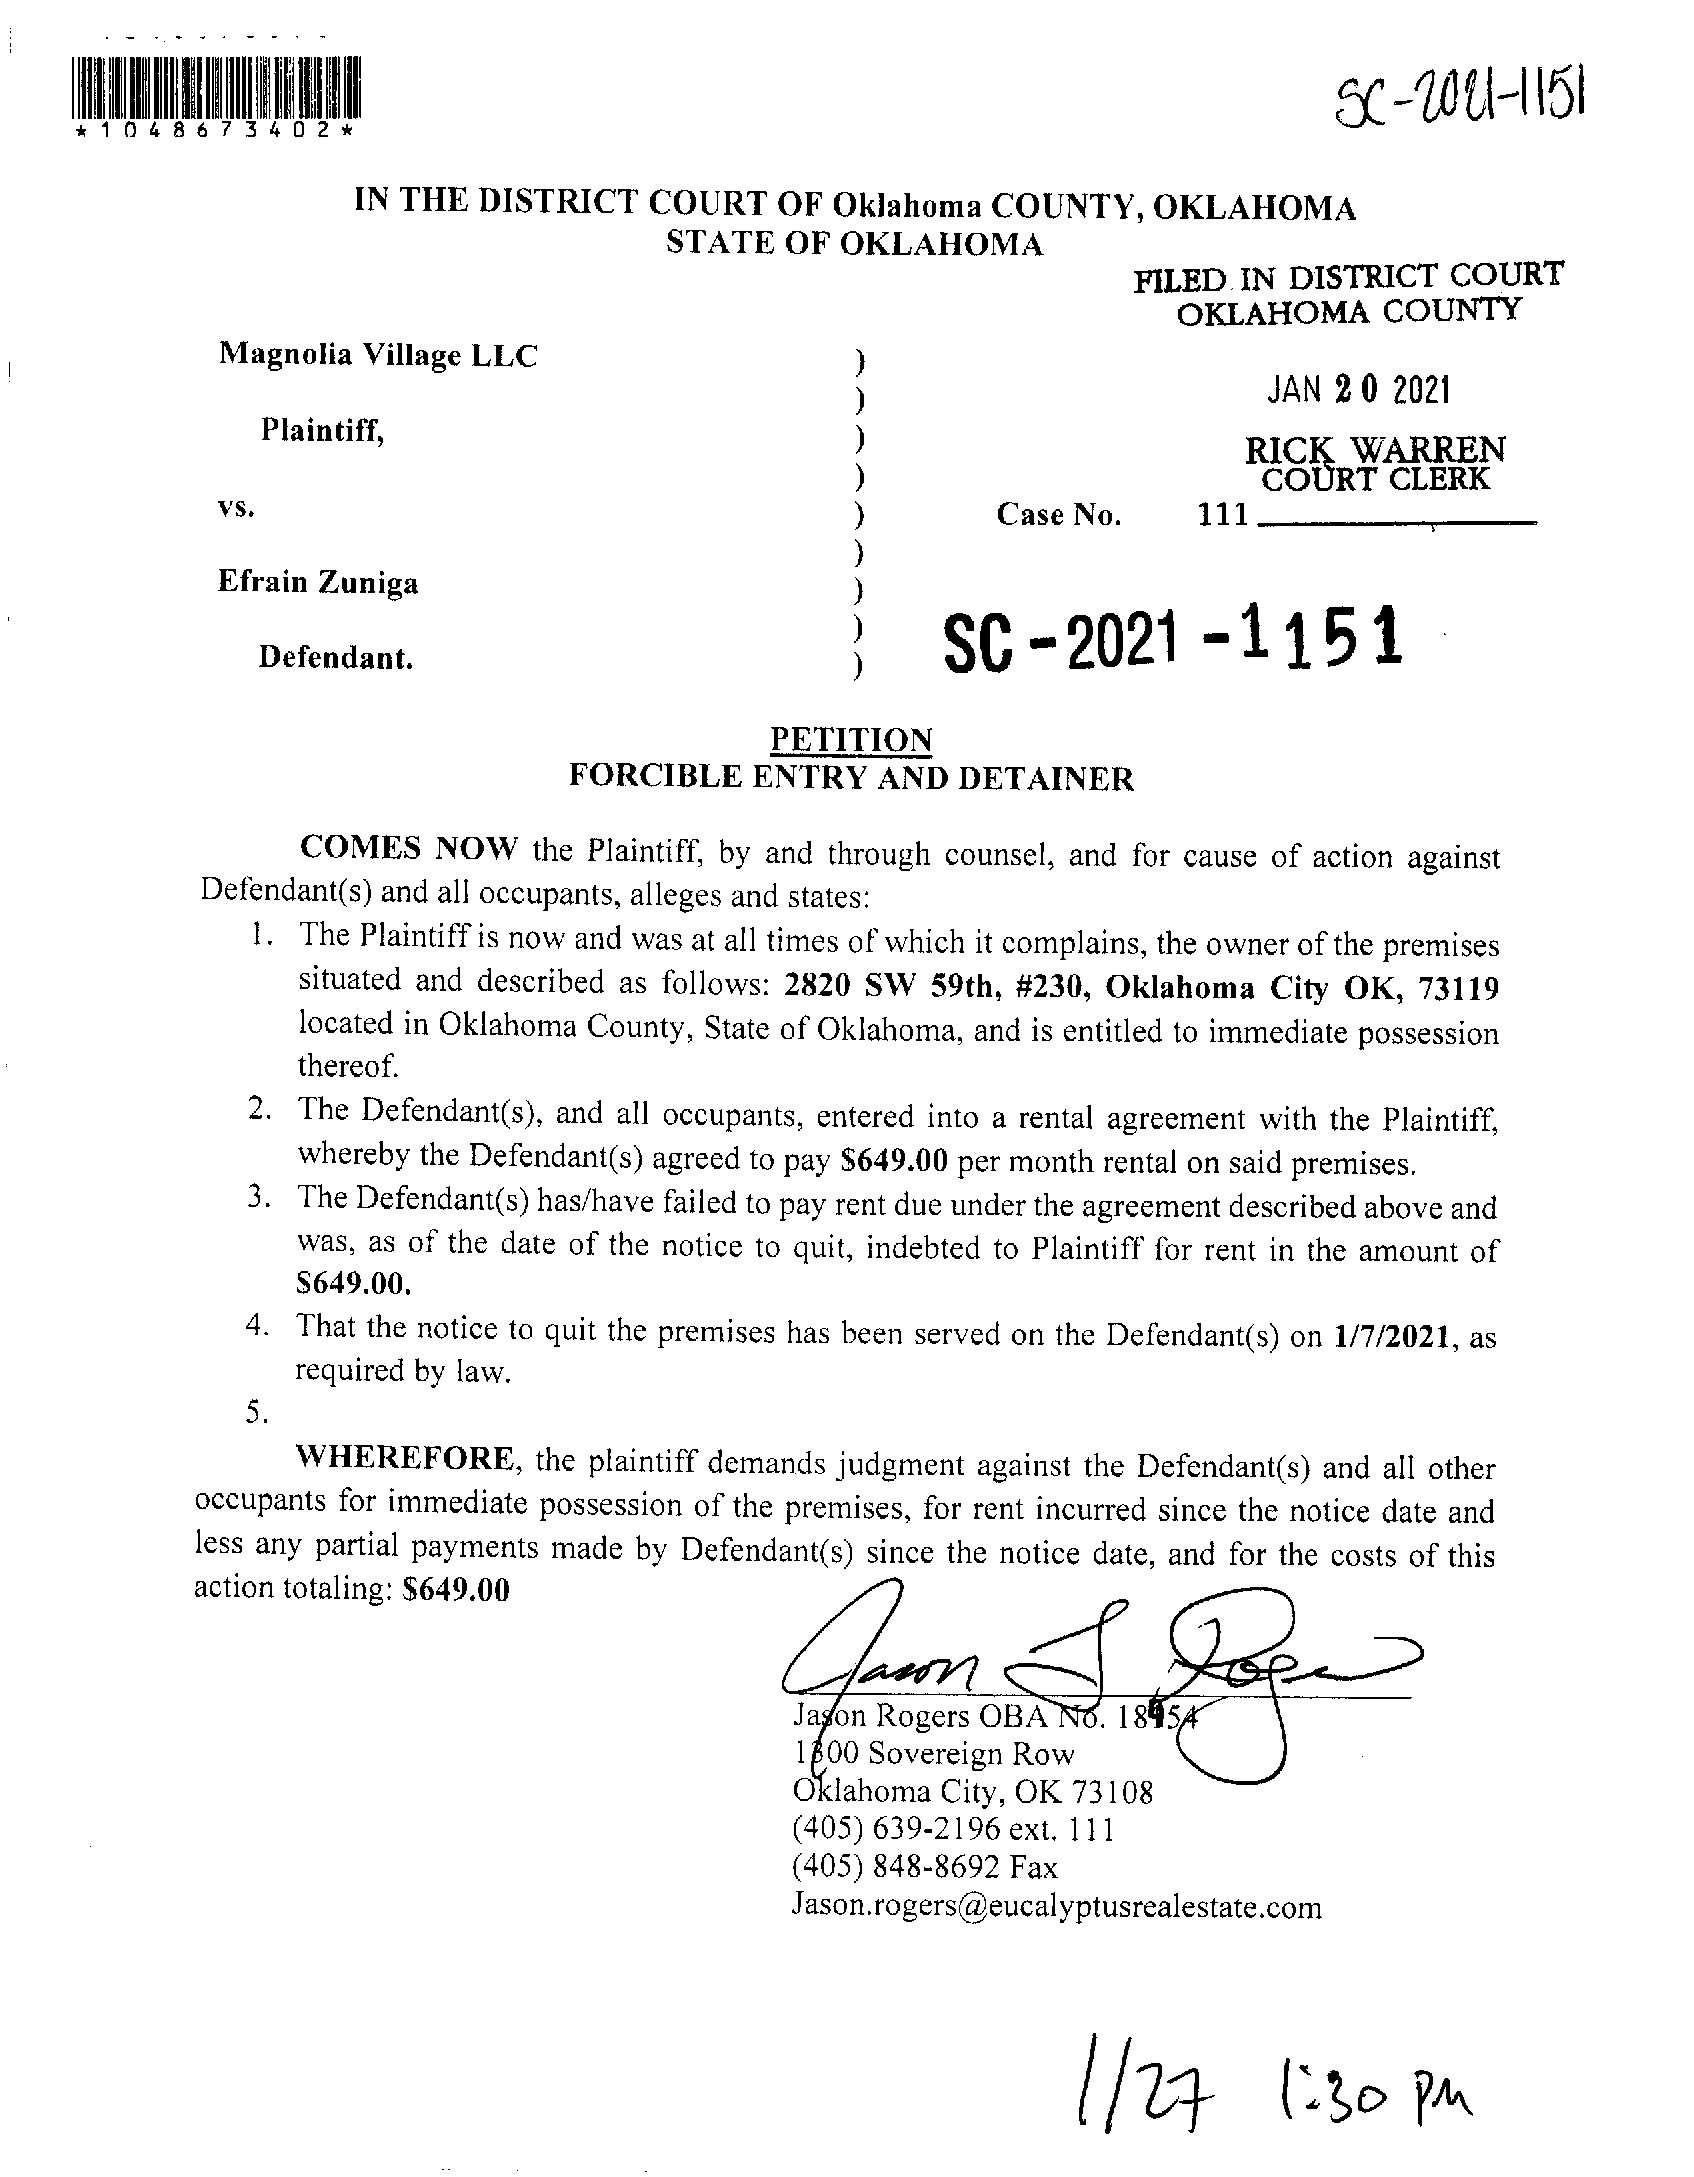 *1048673402*
SC-2021-1151
IN THE DISTRICT COURT OF Oklahoma COUNTY, OKLAHOMA
STATE OF OKLAHOMA
FILED IN DISTRICT COURT
OKLAHOMA COUNTY
Magnolia Village LLC )
)
JAN 20 2021
Plaintiff, )
RICK WARREN
COURT CLERK
)
vs. ) Case No. 111
)
Efrain Zuniga )
)
SC-2021-1151
Defendant. )
PETITION
FORCIBLE ENTRY AND DETAINER
COMES NOW the Plaintiff, by and through counsel, and for cause of action against
Defendant(s) and all occupants, alleges and states:
1. The Plaintiff is now and was at all times of which it complains, the owner of the premises
situated and described as follows: 2820 SW 59th, #230, Oklahoma City OK, 73119
located in Oklahoma County, State of Oklahoma, and is entitled to immediate possession
thereof.
2. The Defendant(s), and all occupants, entered into a rental agreement with the Plaintiff,
whereby the Defendant(s) agreed to pay $649.00 per month rental on said premises.
3. The Defendant(s) has/have failed to pay rent due under the agreement described above and
was, as of the date of the notice to quit, indebted to Plaintiff for rent in the amount of
$649.00.
4. That the notice to quit the premises has been served on the Defendant(s) on 1/7/2021, as
required by law.
5.
WHEREFORE, the plaintiff demands judgment against the Defendant(s) and all other
occupants for immediate possession of the premises, for rent incurred since the notice date and
less any partial payments made by Defendant(s) since the notice date, and for the costs of this
action totaling: $649.00
Jason Rogers OBA No.
Sovereign Row
Oklahoma City, OK 73108
(405) 639-2196 ext. 111
(405) 848-8692 Fax
Jason.rogers@eucalyptusrealestate.com
1/27 1:30 PM